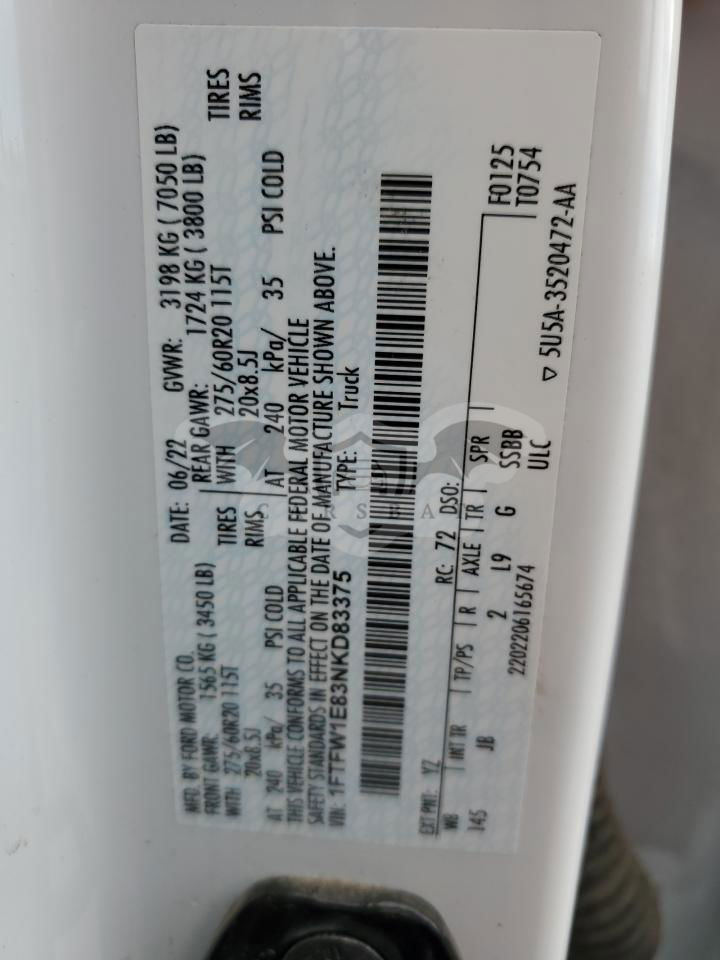 MFD. BY FORD MOTOR CO.
DATE: 06/22 GVWR: 3198 KG ( 7050 LB)
FRONT GAWR: 1565 KG ( 3450 LB) REAR GAWR: 1724 KG ( 3800 LB)
WITH 275/60R20 115T TIRES WITH 275/60R20 115T TIRES
20x8.5J RIMS 20x8.5J RIMS
AT 240 kPa/ 35 PSI COLD AT 240 kPa/ 35 PSI COLD
THIS VEHICLE CONFORMS TO ALL APPLICABLE FEDERAL MOTOR VEHICLE
SAFETY STANDARDS IN EFFECT ON THE DATE OF MANUFACTURE SHOWN ABOVE.
VIN: 1FTFW1E83NKD83375 TYPE: Truck
EXT PNT: YZ RC: 72 DSO: F0125
WB INT TR TP/PS R AXLE TR SPR T0754
145 JB 2 L9 G SSBB
2202206165674 ULC
▽ 5U5A-3520472-AA